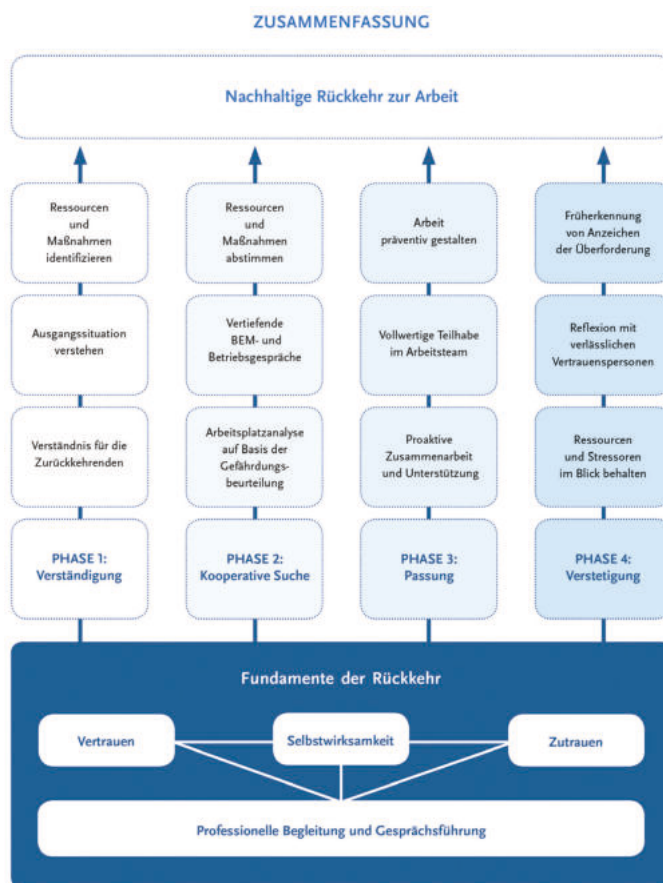 ZUSAMMENFASSUNG
Nachhaltige Rückkehr zur Arbeit
Ressourcen
und
Maßnahmen
identifizieren
Ausgangssituation
verstehen
Verständnis für die
Zurückkehrenden
PHASE 1:
Verständigung
Ressourcen
und
Maßnahmen
abstimmen
Vertiefende
BEM- und
Betriebsgespräche
Arbeitsplatzanalyse
auf Basis der
Gefährdungs-
beurteilung
PHASE 2:
Kooperative Suche
Arbeit
präventiv gestalten
Vollwertige Teilhabe
im Arbeitsteam
Proaktive
Zusammenarbeit
und Unterstützung
PHASE 3:
Passung
Früherkennung
von Anzeichen
der Überforderung
Reflexion mit
verlässlichen
Vertrauenspersonen
Ressourcen
und Stressoren
im Blick behalten
PHASE 4:
Verstetigung
Fundamente der Rückkehr
Vertrauen
Selbstwirksamkeit
Zutrauen
Professionelle Begleitung und Gesprächsführung